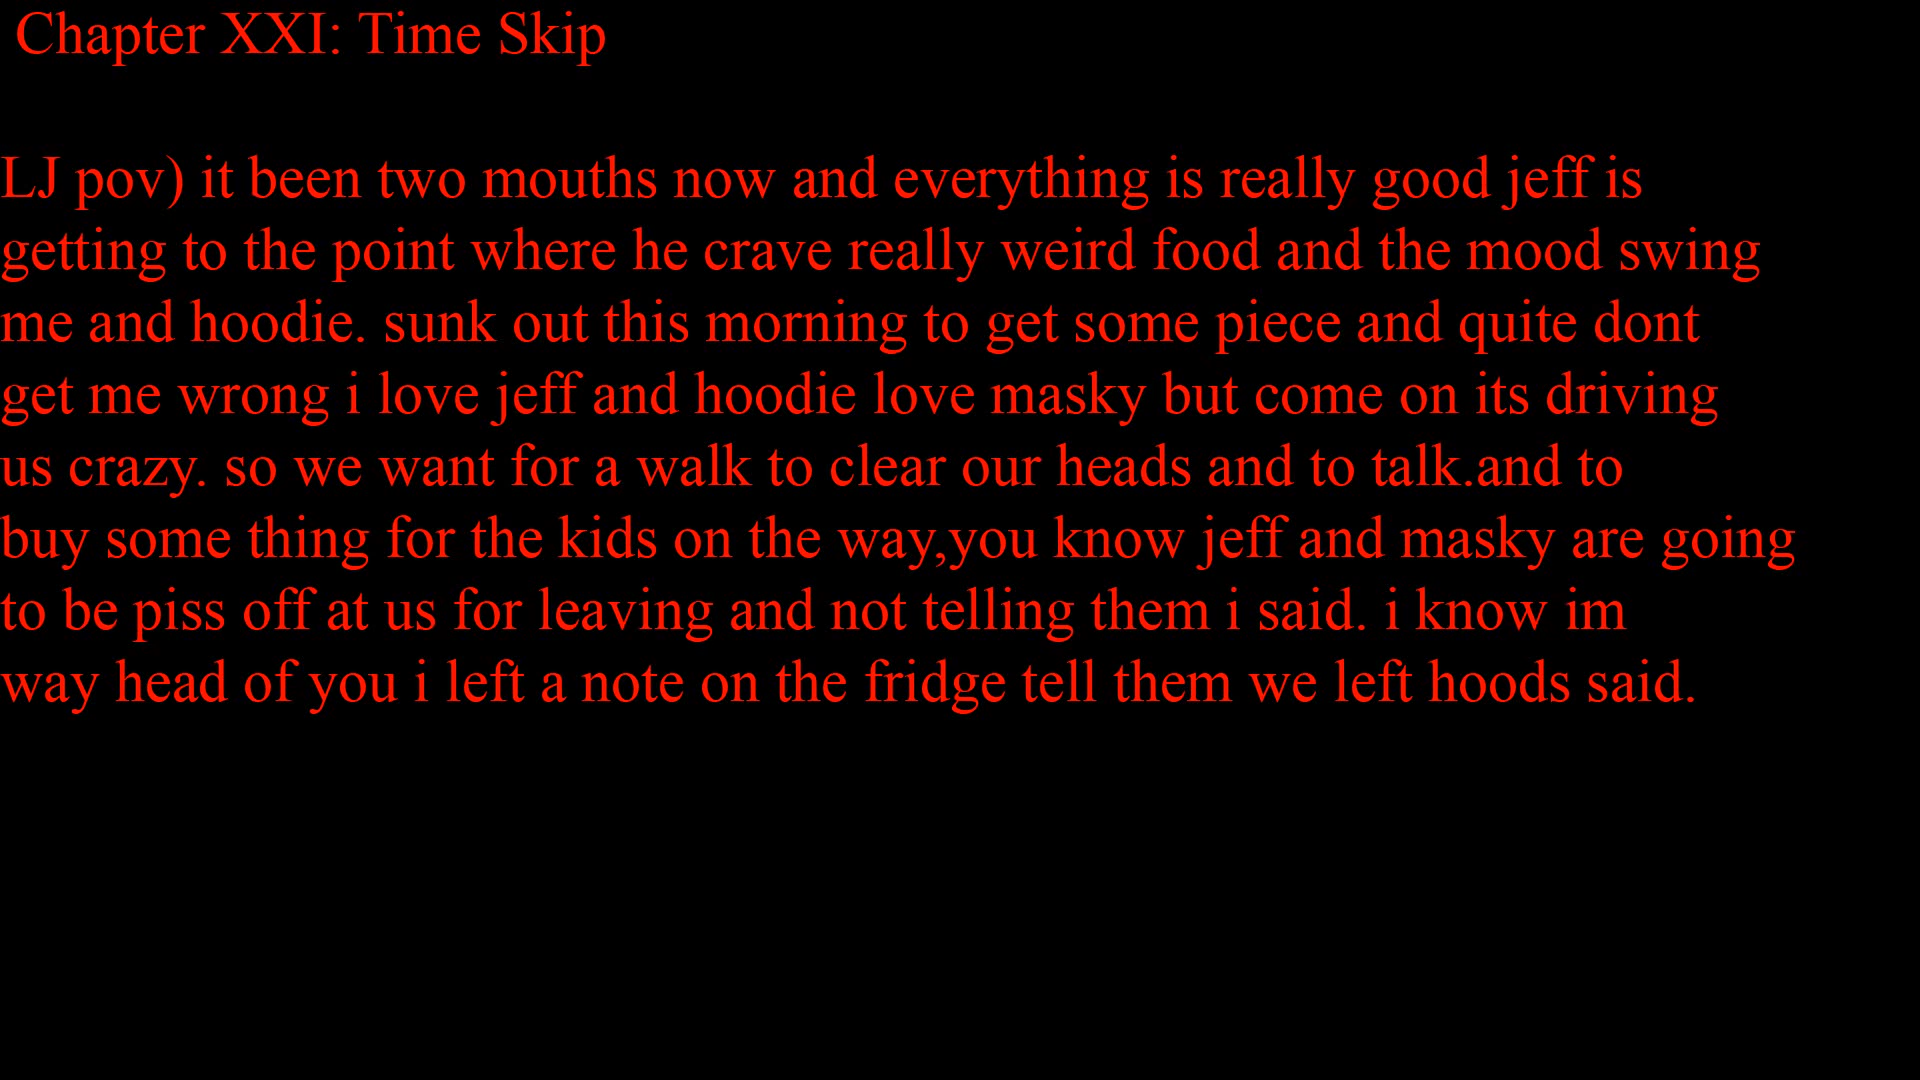 Chapter XXI: Time Skip
LJ pov) it been two mouths now and everything is really good jeff is
getting to the point where he crave really weird food and the mood swing
me and hoodie. sunk out this morning to get some piece and quite dont
get me wrong i love jeff and hoodie love masky but come on its driving
us crazy. so we want for a walk to clear our heads and to talk.and to
buy some thing for the kids on the way,you know jeff and masky are going
to be piss off at us for leaving and not telling them i said. i know im
way head of you i left a note on the fridge tell them we left hoods said.